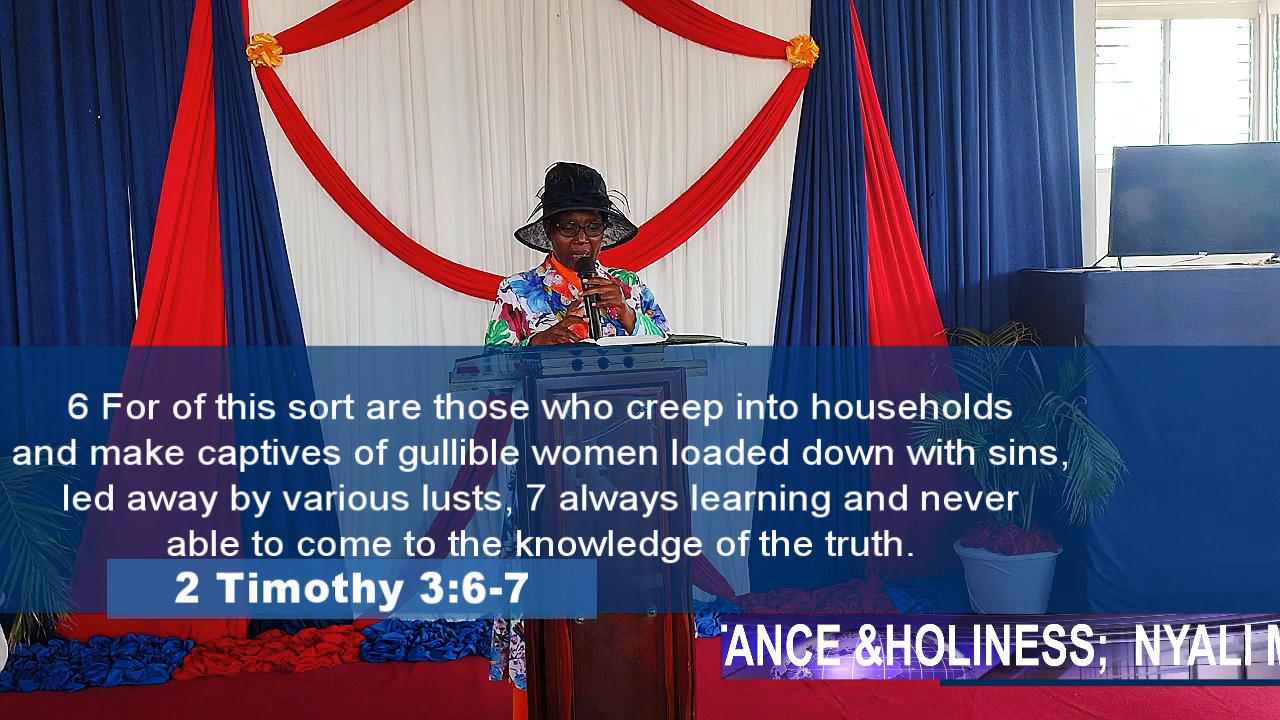 6 For of this sort are those who creep into households
and make captives of gullible women loaded down with sins,
led away by various lusts, 7 always learning and never
able to come to the knowledge of the truth.
2 Timothy 3:6-7
TANCE &HOLINESS; NYALI M